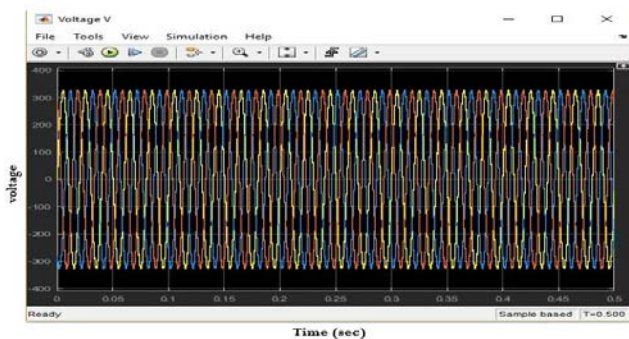 Voltage V
File Tools View Simulation Help
400
300
200
100
0
-100
-200
-300
-400
voltage
0 0.05 0.1 0.15 0.2 0.25 0.3 0.35 0.4 0.45 0.5
Ready Sample based T=0.500
Time (sec)